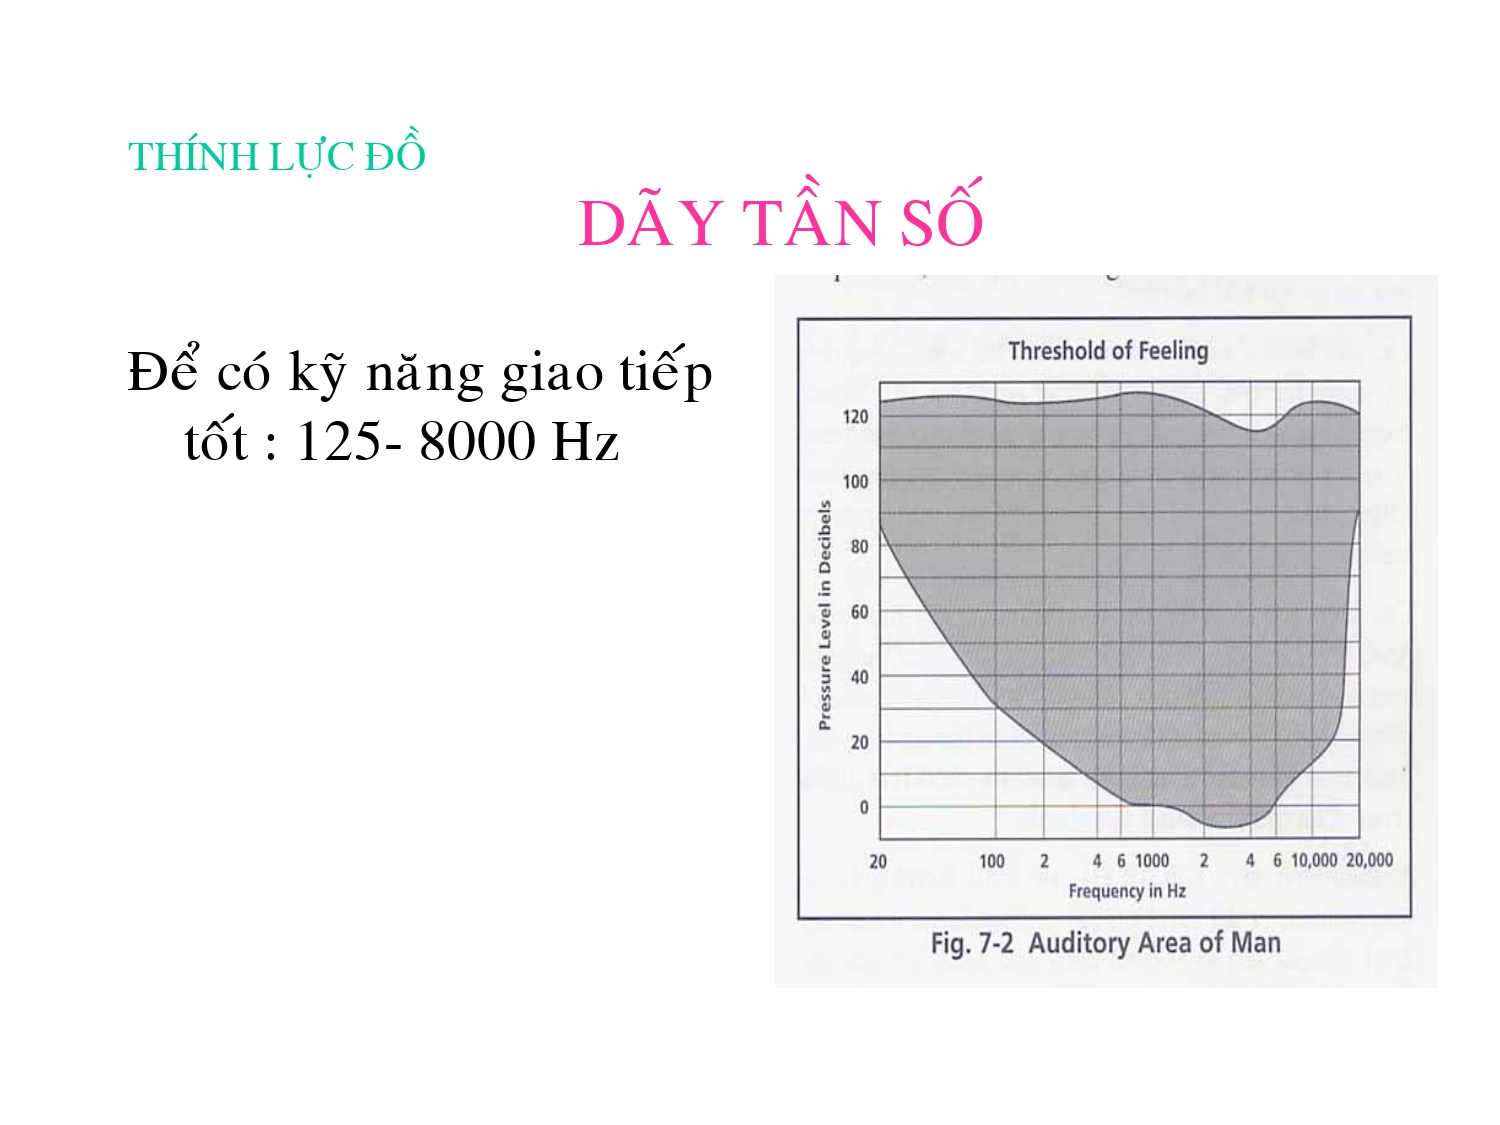 THÍNH LỰC ĐỒ
DÃY TẦN SỐ
Để có kỹ năng giao tiếp
tốt : 125- 8000 Hz
Threshold of Feeling
120
100
80
60
40
20
0
Pressure Level in Decibels
20 100 2 4 6 1000 2 4 6 10,000 20,000
Frequency in Hz
Fig. 7-2 Auditory Area of Man